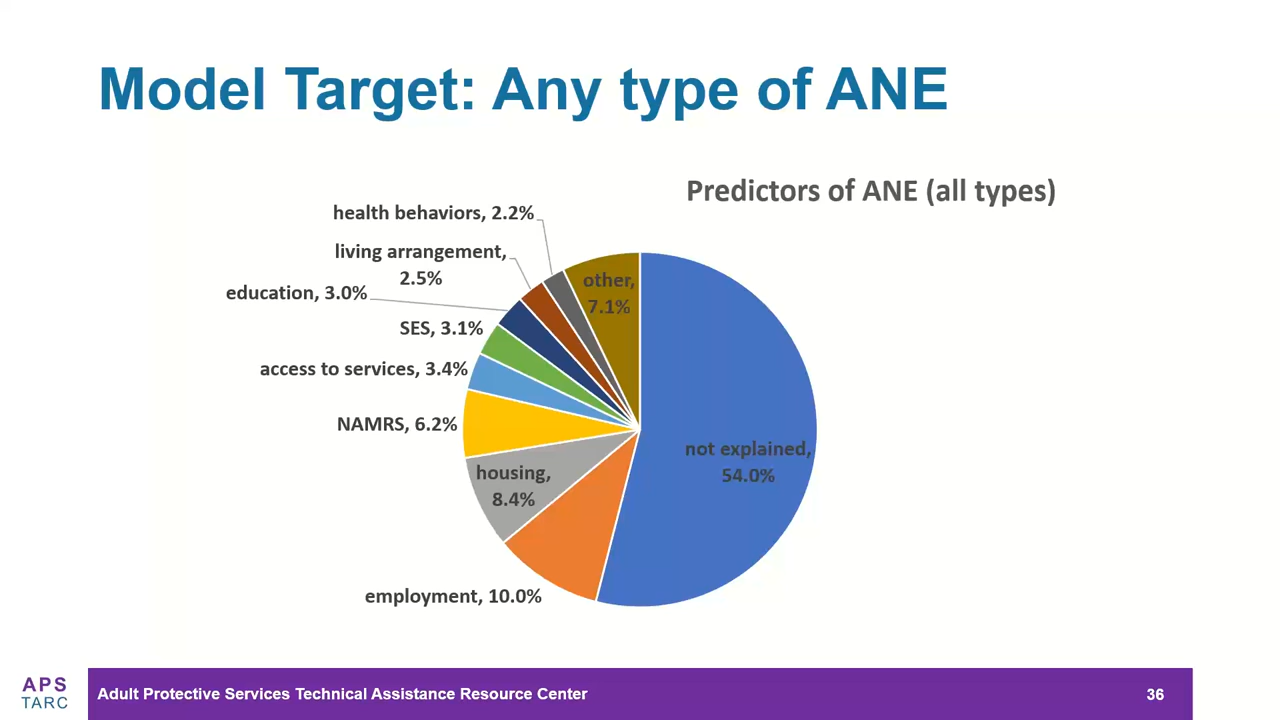 Model Target: Any type of ANE
Predictors of ANE (all types)
health behaviors, 2.2%
living arrangement,
2.5%
education, 3.0%
SES, 3.1%
access to services, 3.4%
NAMRS, 6.2%
housing,
8.4%
employment, 10.0%
other,
7.1%
not explained,
54.0%
APS
TARC
Adult Protective Services Technical Assistance Resource Center
36